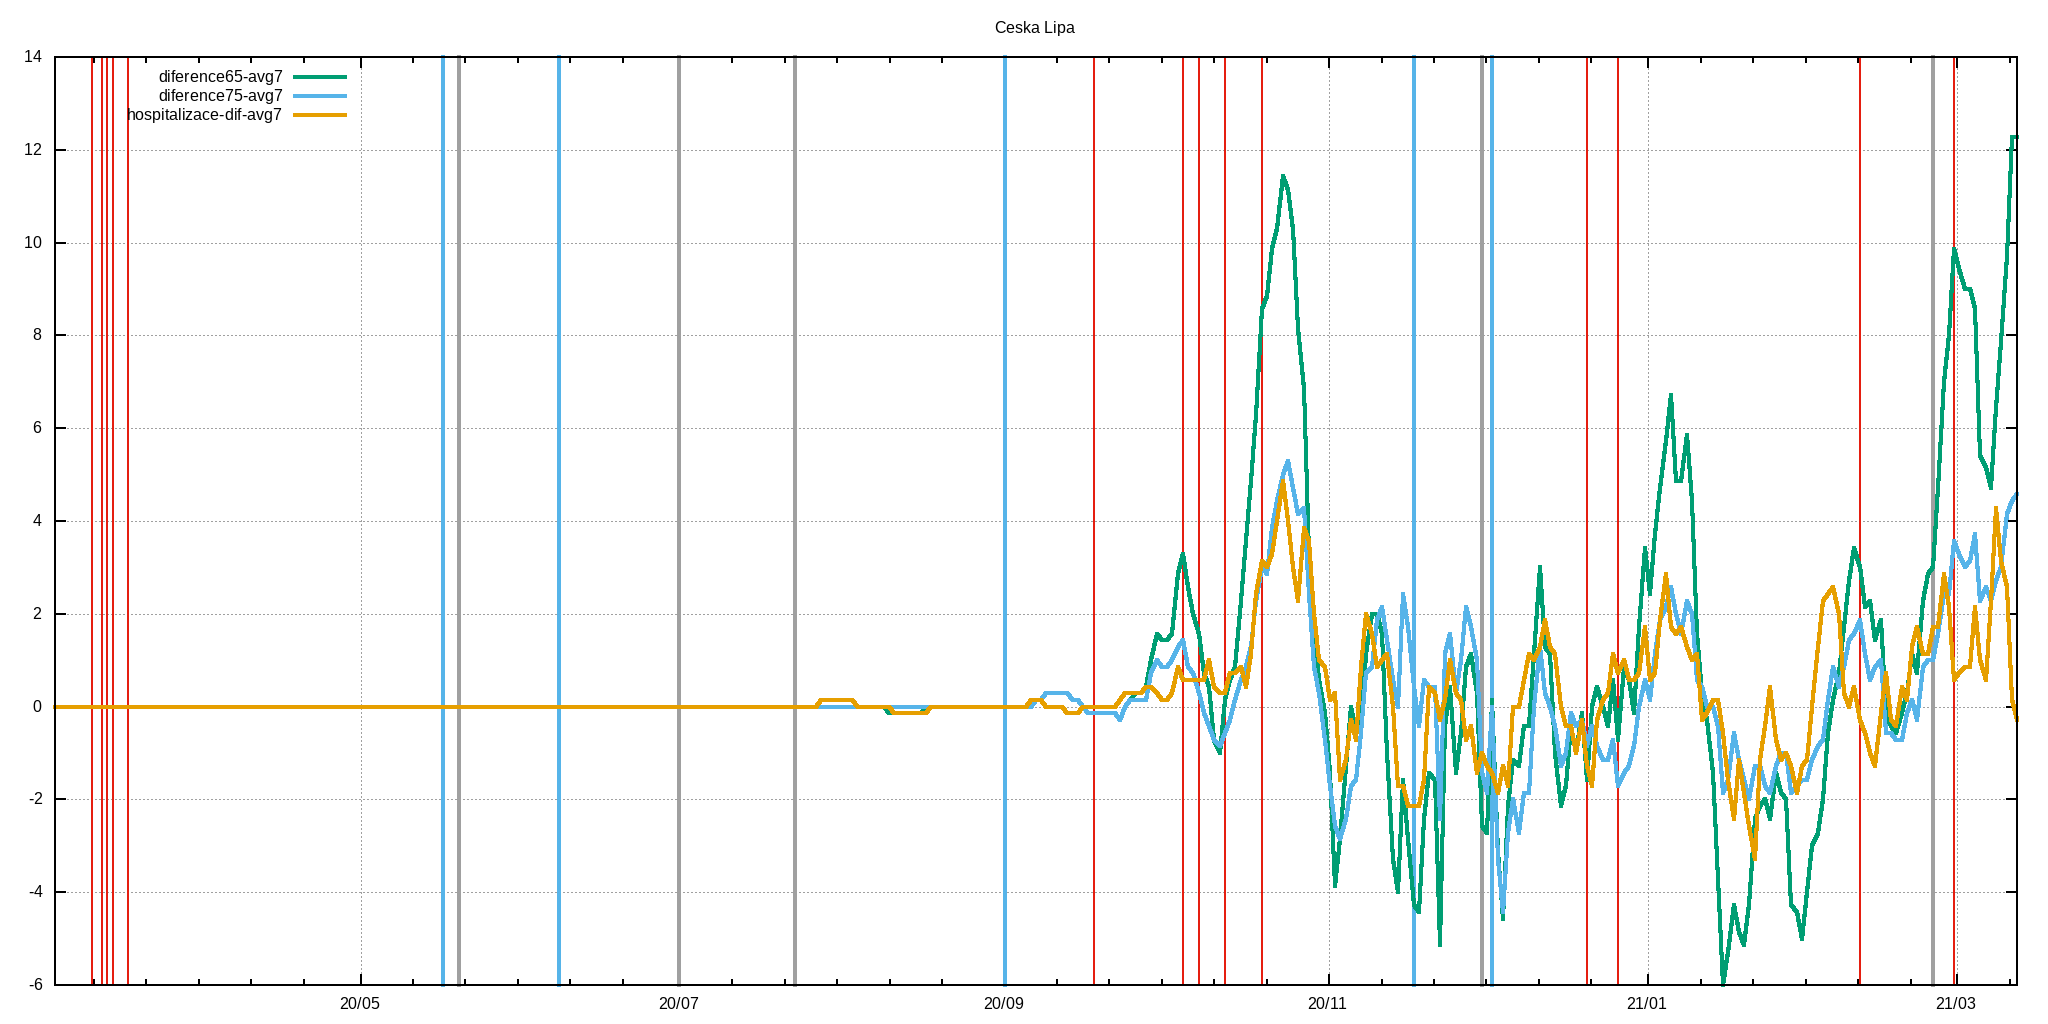 Ceska Lipa
14
diference65-avg7
diference75-avg7
hospitalizace-dif-avg7
12
10
8
6
4
2
0
-2
-4
-6
20/05 20/07 20/09 20/11 21/01 21/03